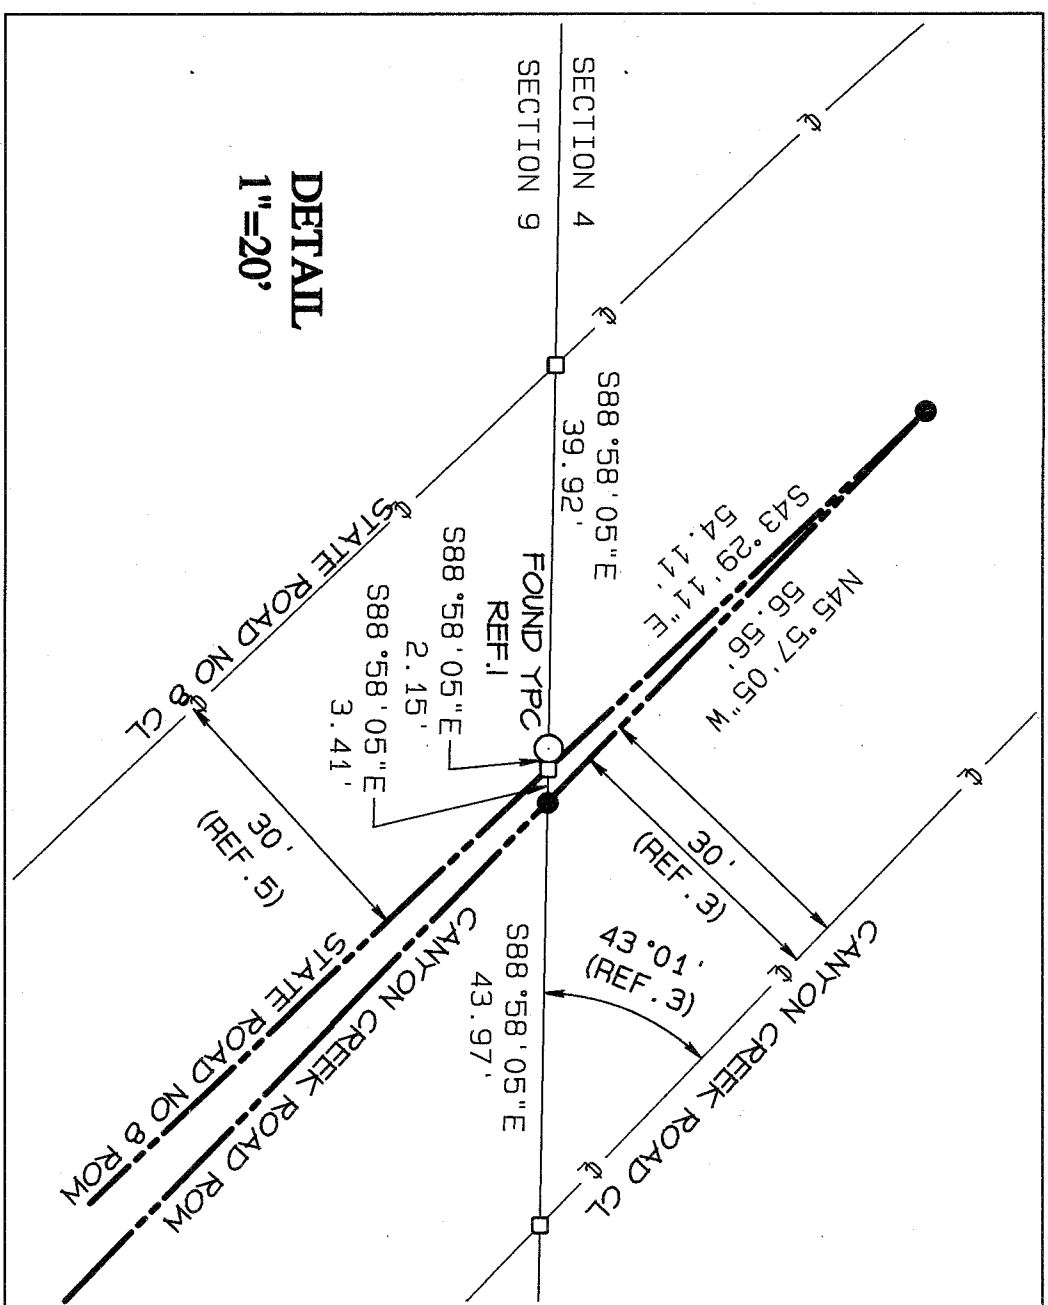 SECTION 4
SECTION 9
DETAIL
1"=20'
S88°58'05"E
39.92'
S43°29'11"E
54.11'
N45°57'05"W
56.56'
FOUND YPC
REF.1
S88°58'05"E
2.15'
S88°58'05"E
3.41'
STATE ROAD NO 8 CL
30'
(REF.5)
30'
(REF.3)
43°01'
(REF.3)
S88°58'05"E
43.97'
CANYON CREEK ROAD CL
STATE ROAD NO 8 ROW
CANYON CREEK ROAD ROW